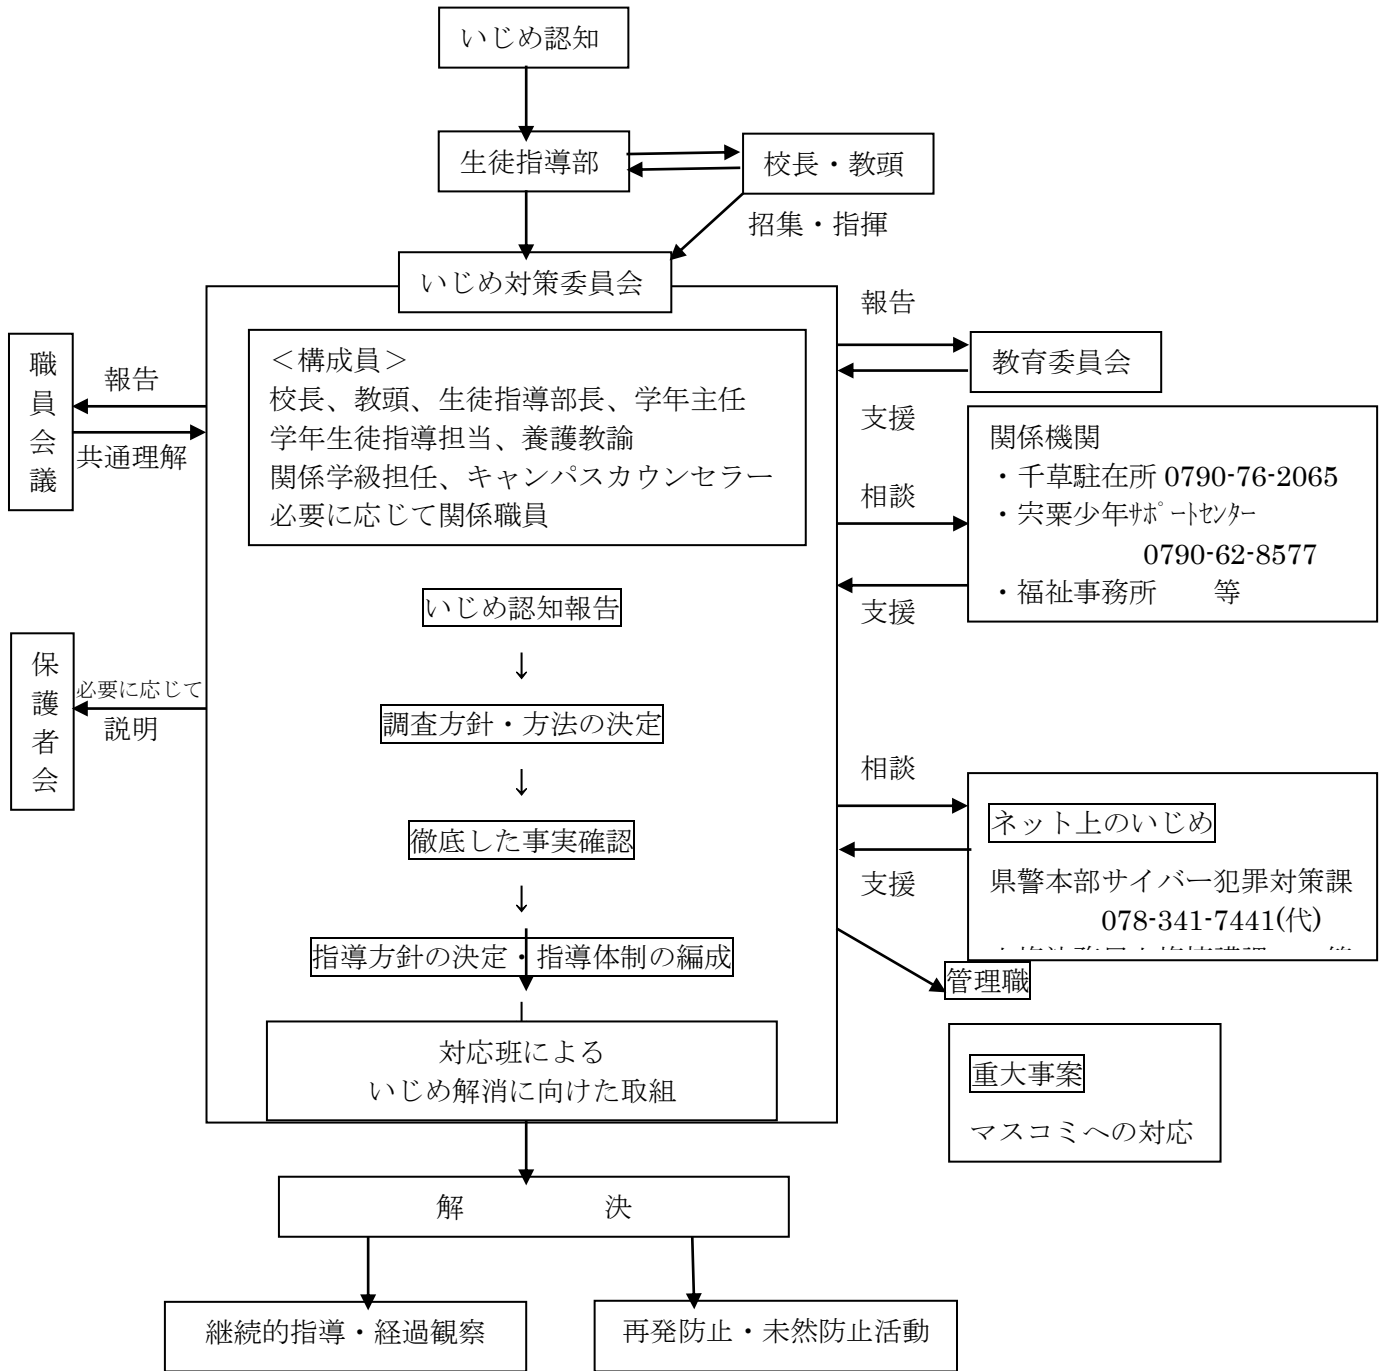 いじめ認知
生徒指導部
校長・教頭
招集・指揮
いじめ対策委員会
職員会議
報告
共通理解
＜構成員＞
校長、教頭、生徒指導部長、学年主任
学年生徒指導担当、養護教諭
関係学級担任、キャンパスカウンセラー
必要に応じて関係職員
報告
教育委員会
支援
関係機関
・千草駐在所 0790-76-2065
・宍粟少年ｻﾎﾟｰﾄｾﾝﾀｰ
0790-62-8577
・福祉事務所　　等
相談
支援
いじめ認知報告
↓
調査方針・方法の決定
↓
徹底した事実確認
↓
指導方針の決定・指導体制の編成
対応班による
いじめ解消に向けた取組
保護者会
必要に応じて
説明
相談
支援
ネット上のいじめ
県警本部サイバー犯罪対策課
078-341-7441(代)
管理職
重大事案
マスコミへの対応
解　　　　　決
継続的指導・経過観察
再発防止・未然防止活動